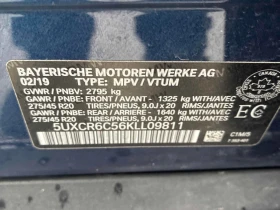 BAYERISCHE MOTOREN WERKE AG
02/19 TYPE: MPV / VTUM
GVWR / PNBV: 2795 kg
GAWR / PNBE: FRONT / AVANT - 1325 kg WITH/AVEC
275/45 R20 TIRES/PNEUS, 9.0J x 20 RIMS/JANTES
GAWR / PNBE: REAR / ARRIERE - 1640 kg WITH/AVEC
275/45 R20 TIRES/PNEUS, 9.0J x 20 RIMS/JANTES
5UXCR6C56KLL09811
EC